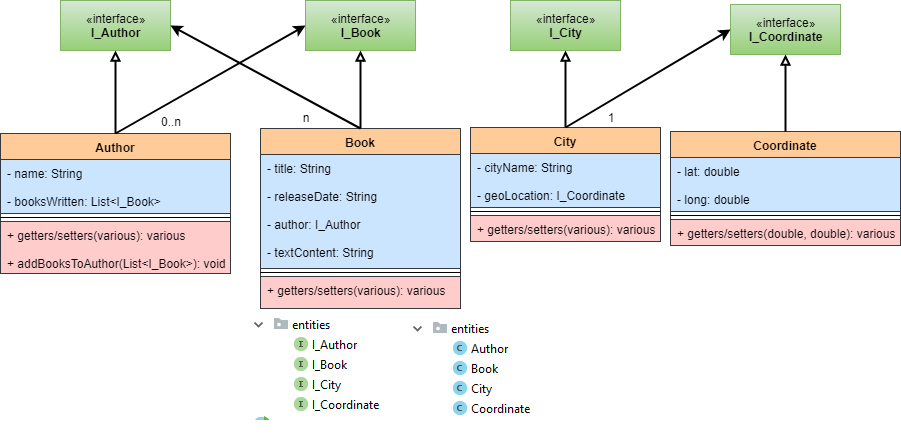 «interface»
I_Author
«interface»
I_Book
«interface»
I_City
«interface»
I_Coordinate
0..n
n
1
Author
- name: String
- booksWritten: List<I_Book>
+ getters/setters(various): various
+ addBooksToAuthor(List<I_Book>): void
Book
- title: String
- releaseDate: String
- author: I_Author
- textContent: String
+ getters/setters(various): various
City
- cityName: String
- geoLocation: I_Coordinate
+ getters/setters(various): various
Coordinate
- lat: double
- long: double
+ getters/setters(double, double): various
entities
I I_Author
I I_Book
I I_City
I I_Coordinate
entities
C Author
C Book
C City
C Coordinate